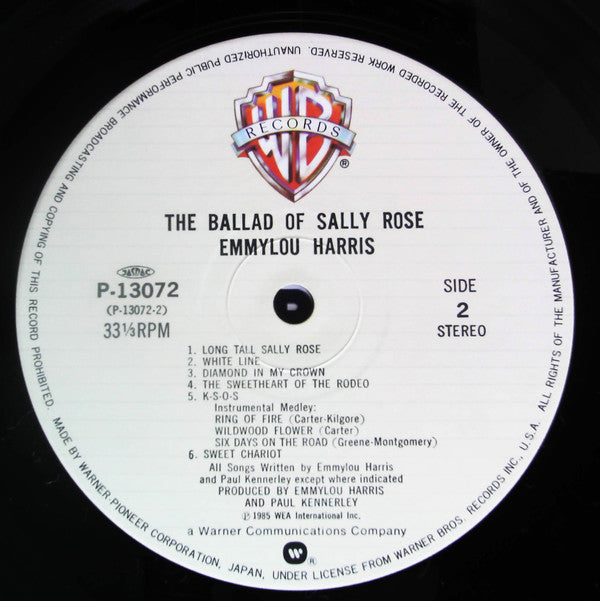 WB
RECORDS
®
THE BALLAD OF SALLY ROSE
EMMYLOU HARRIS
JASRAC
P-13072
(P-13072-2)
33⅓RPM
SIDE
2
STEREO
1. LONG TALL SALLY ROSE
2. WHITE LINE
3. DIAMOND IN MY CROWN
4. THE SWEETHEART OF THE RODEO
5. K-S-O-S
Instrumental Medley:
RING OF FIRE (Carter-Kilgore)
WILDWOOD FLOWER (Carter)
SIX DAYS ON THE ROAD (Greene-Montgomery)
6. SWEET CHARIOT
All Songs Written by Emmylou Harris
and Paul Kennerley except where indicated
PRODUCED BY EMMYLOU HARRIS
AND PAUL KENNERLEY
℗ 1985 WEA International Inc.
a Warner Communications Company
®
MADE BY WARNER-PIONEER CORPORATION, JAPAN, UNDER LICENSE FROM WARNER BROS. RECORDS INC., U.S.A. ALL RIGHTS OF THE MANUFACTURER AND OF THE OWNER OF THE RECORDED WORK RESERVED. UNAUTHORIZED PUBLIC PERFORMANCE BROADCASTING AND COPYING OF THIS RECORD PROHIBITED.